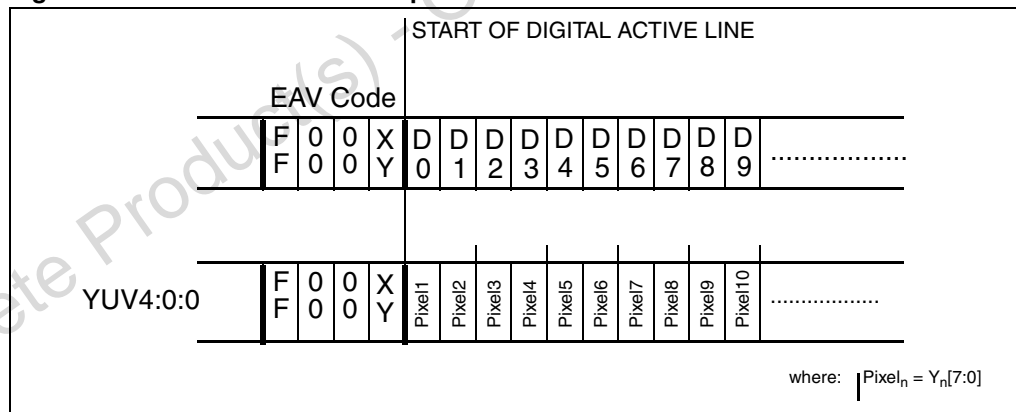 START OF DIGITAL ACTIVE LINE
EAV Code
F F 0 0 0 0 X Y D 0 D 1 D 2 D 3 D 4 D 5 D 6 D 7 D 8 D 9 ..................
YUV4:0:0 F F 0 0 0 0 X Y Pixel1 Pixel2 Pixel3 Pixel4 Pixel5 Pixel6 Pixel7 Pixel8 Pixel9 Pixel10 ..................
where: Pixeln = Yn[7:0]
ete Product(s) -